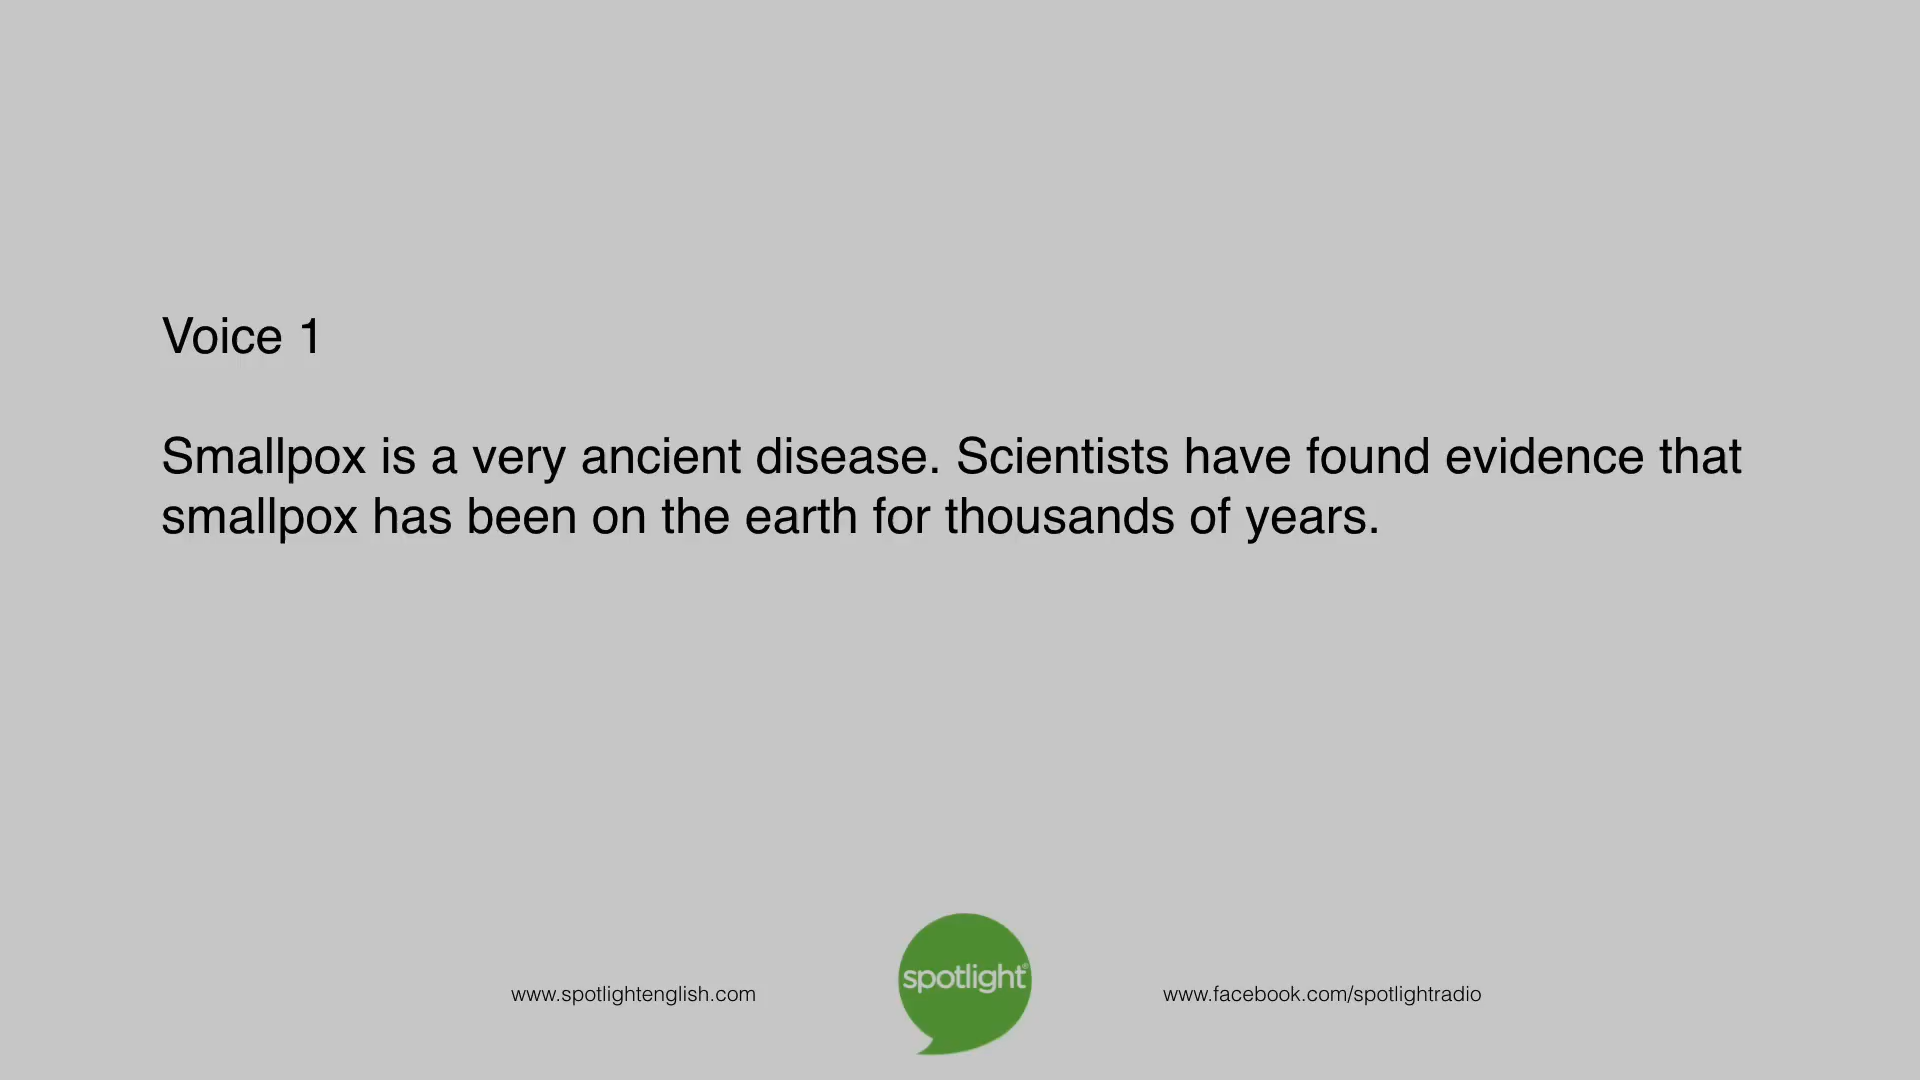 Voice 1
Smallpox is a very ancient disease. Scientists have found evidence that
smallpox has been on the earth for thousands of years.
spotlight®
www.spotlightenglish.com
www.facebook.com/spotlightradio